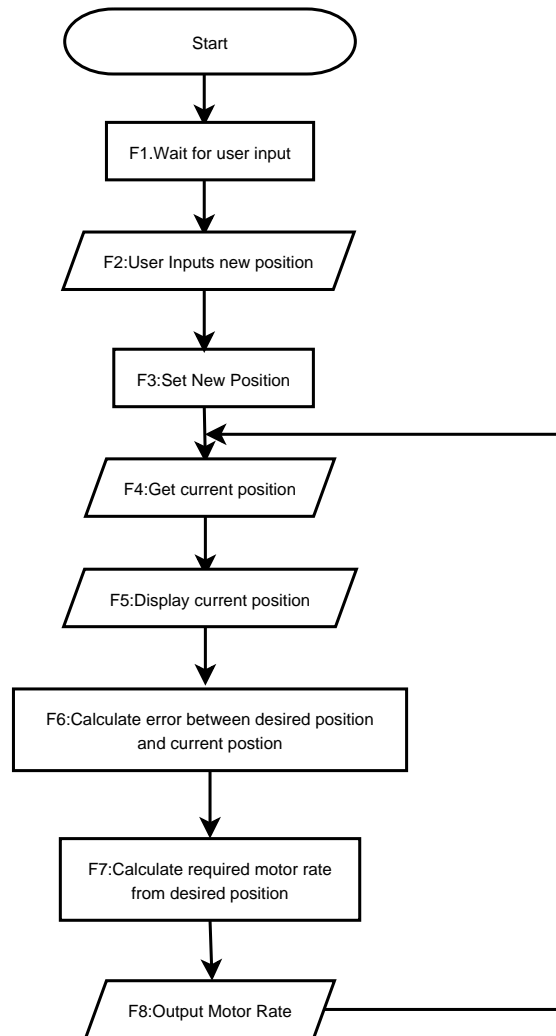 Start
F1.Wait for user input
F2:User Inputs new position
F3:Set New Position
F4:Get current position
F5:Display current position
F6:Calculate error between desired position
and current postion
F7:Calculate required motor rate
from desired position
F8:Output Motor Rate